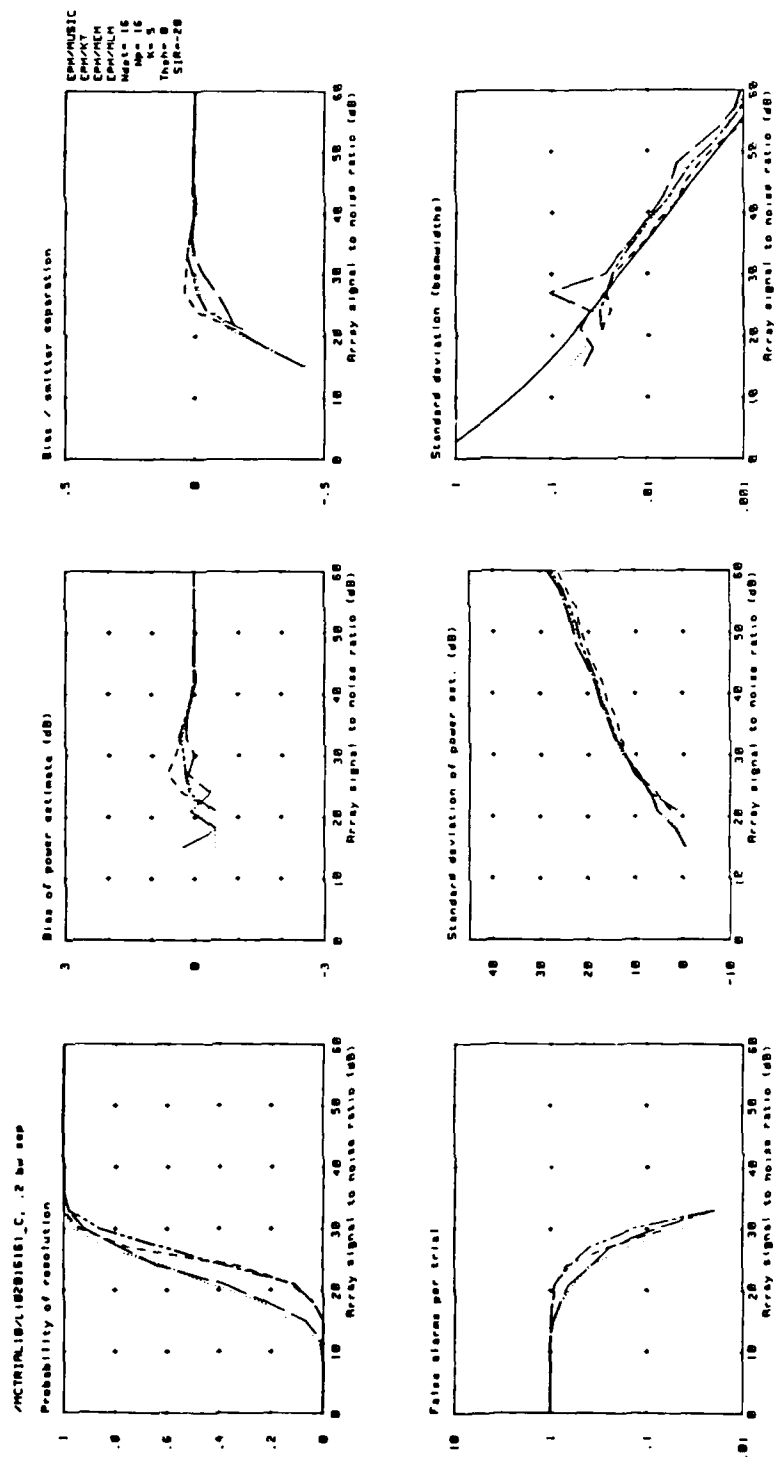 /MCTRIAL18/L102016161_C, .2 bw sep
EPM/MUSIC
EPM/KT
EPM/MEM
EPM/MLM
Ndat= 16
Np= 16
K= 5
Thsh= 0
SIR=-20
Probability of resolution
1
.8
.6
.4
.2
0
0 10 20 30 40 50 60
Array signal to noise ratio (dB)
Bias of power estimate (dB)
3
0
-3
0 10 20 30 40 50 60
Array signal to noise ratio (dB)
Bias / emitter separation
.5
0
-.5
0 10 20 30 40 50 60
Array signal to noise ratio (dB)
False alarms per trial
10
1
.1
.01
0 10 20 30 40 50 60
Array signal to noise ratio (dB)
Standard deviation of power est. (dB)
40
30
20
10
0
-10
0 10 20 30 40 50 60
Array signal to noise ratio (dB)
Standard deviation (beamwidths)
1
.1
.01
.001
0 10 20 30 40 50 60
Array signal to noise ratio (dB)